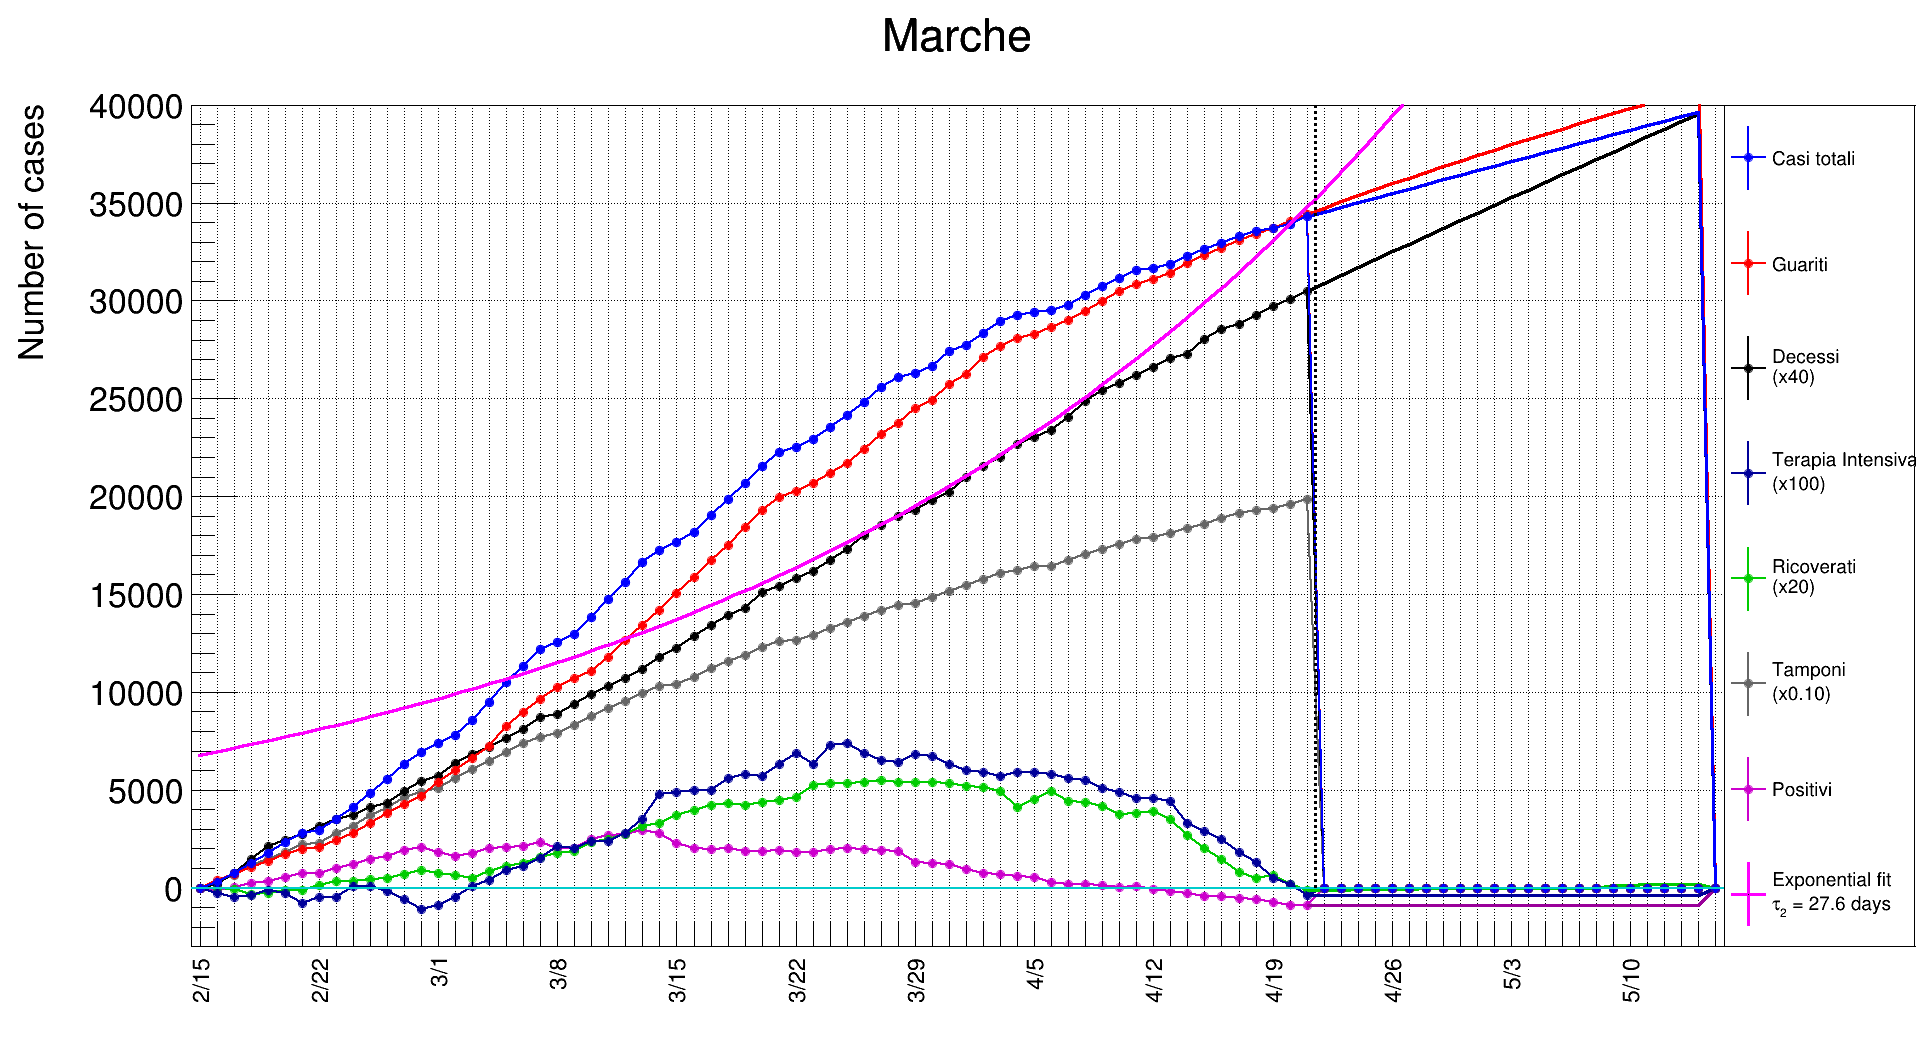 Marche
Number of cases
40000
35000
30000
25000
20000
15000
10000
5000
0
2/15
2/22
3/1
3/8
3/15
3/22
3/29
4/5
4/12
4/19
4/26
5/3
5/10
Casi totali
Guariti
Decessi
(x40)
Terapia Intensiva
(x100)
Ricoverati
(x20)
Tamponi
(x0.10)
Positivi
Exponential fit
τ₂ = 27.6 days